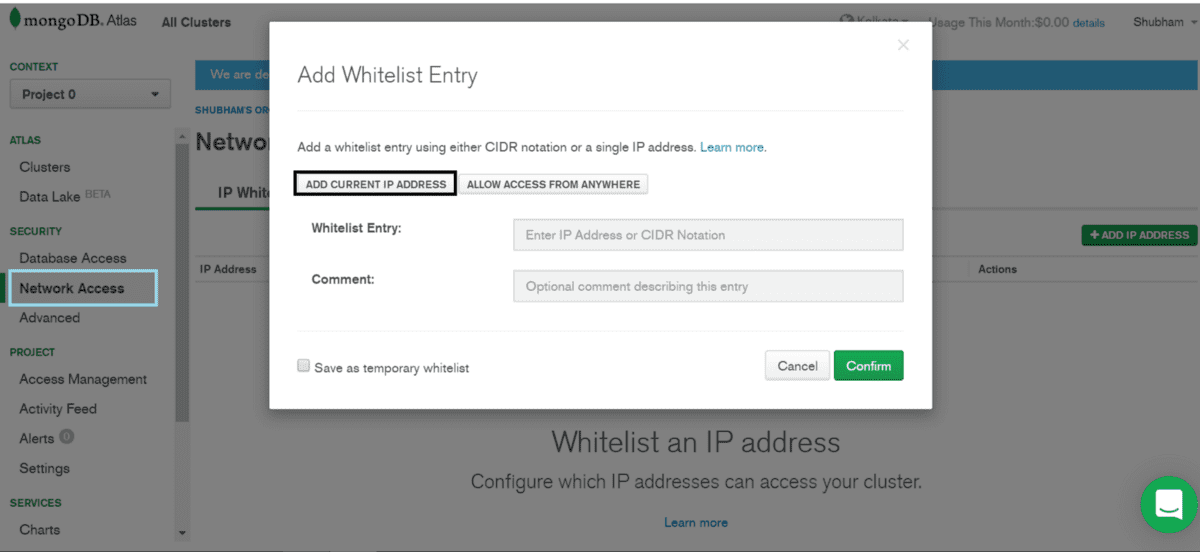 mongoDB. Atlas All Clusters Kolkata Usage This Month:$0.00 details Shubham
CONTEXT
Project 0
We are de
SHUBHAM'S OR
ATLAS
Clusters
Data Lake BETA
SECURITY
Database Access
Network Access
Advanced
PROJECT
Access Management
Activity Feed
Alerts 0
Settings
SERVICES
Charts
Networ
IP White
+ ADD IP ADDRESS
IP Address Actions
Add Whitelist Entry
Add a whitelist entry using either CIDR notation or a single IP address. Learn more.
ADD CURRENT IP ADDRESS ALLOW ACCESS FROM ANYWHERE
Whitelist Entry: Enter IP Address or CIDR Notation
Comment: Optional comment describing this entry
Save as temporary whitelist Cancel Confirm
Whitelist an IP address
Configure which IP addresses can access your cluster.
Learn more